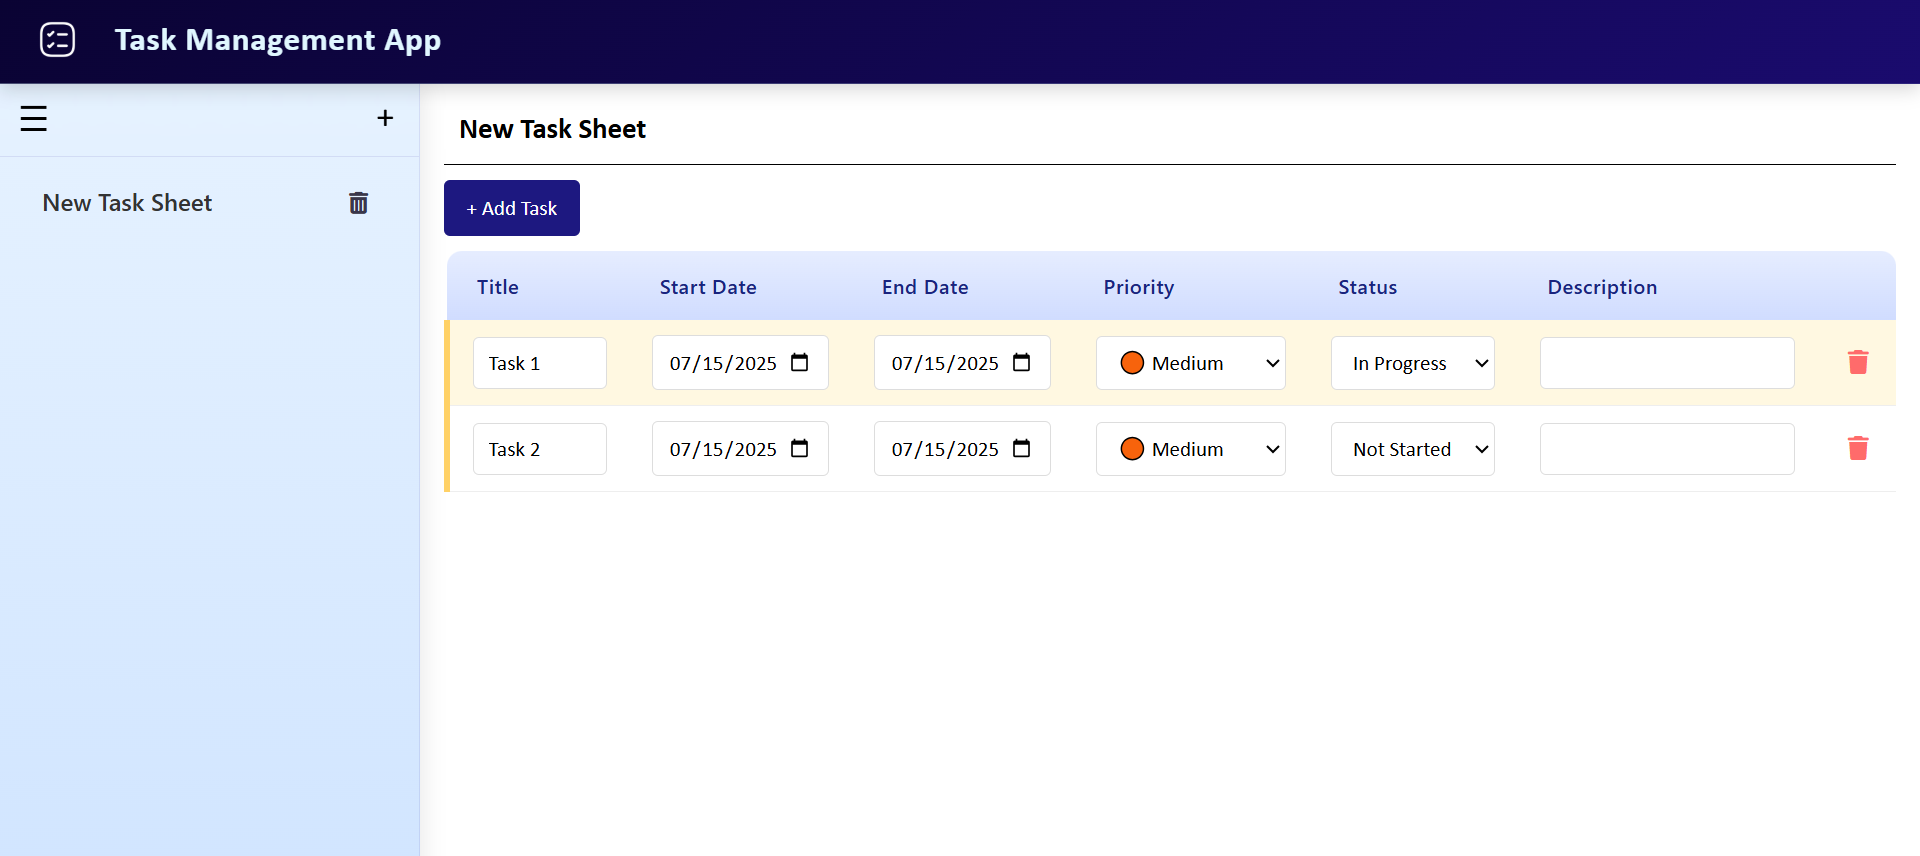 Task Management App
+
New Task Sheet
New Task Sheet
+ Add Task
Title Start Date End Date Priority Status Description
Task 1 07/15/2025 07/15/2025 Medium In Progress
Task 2 07/15/2025 07/15/2025 Medium Not Started